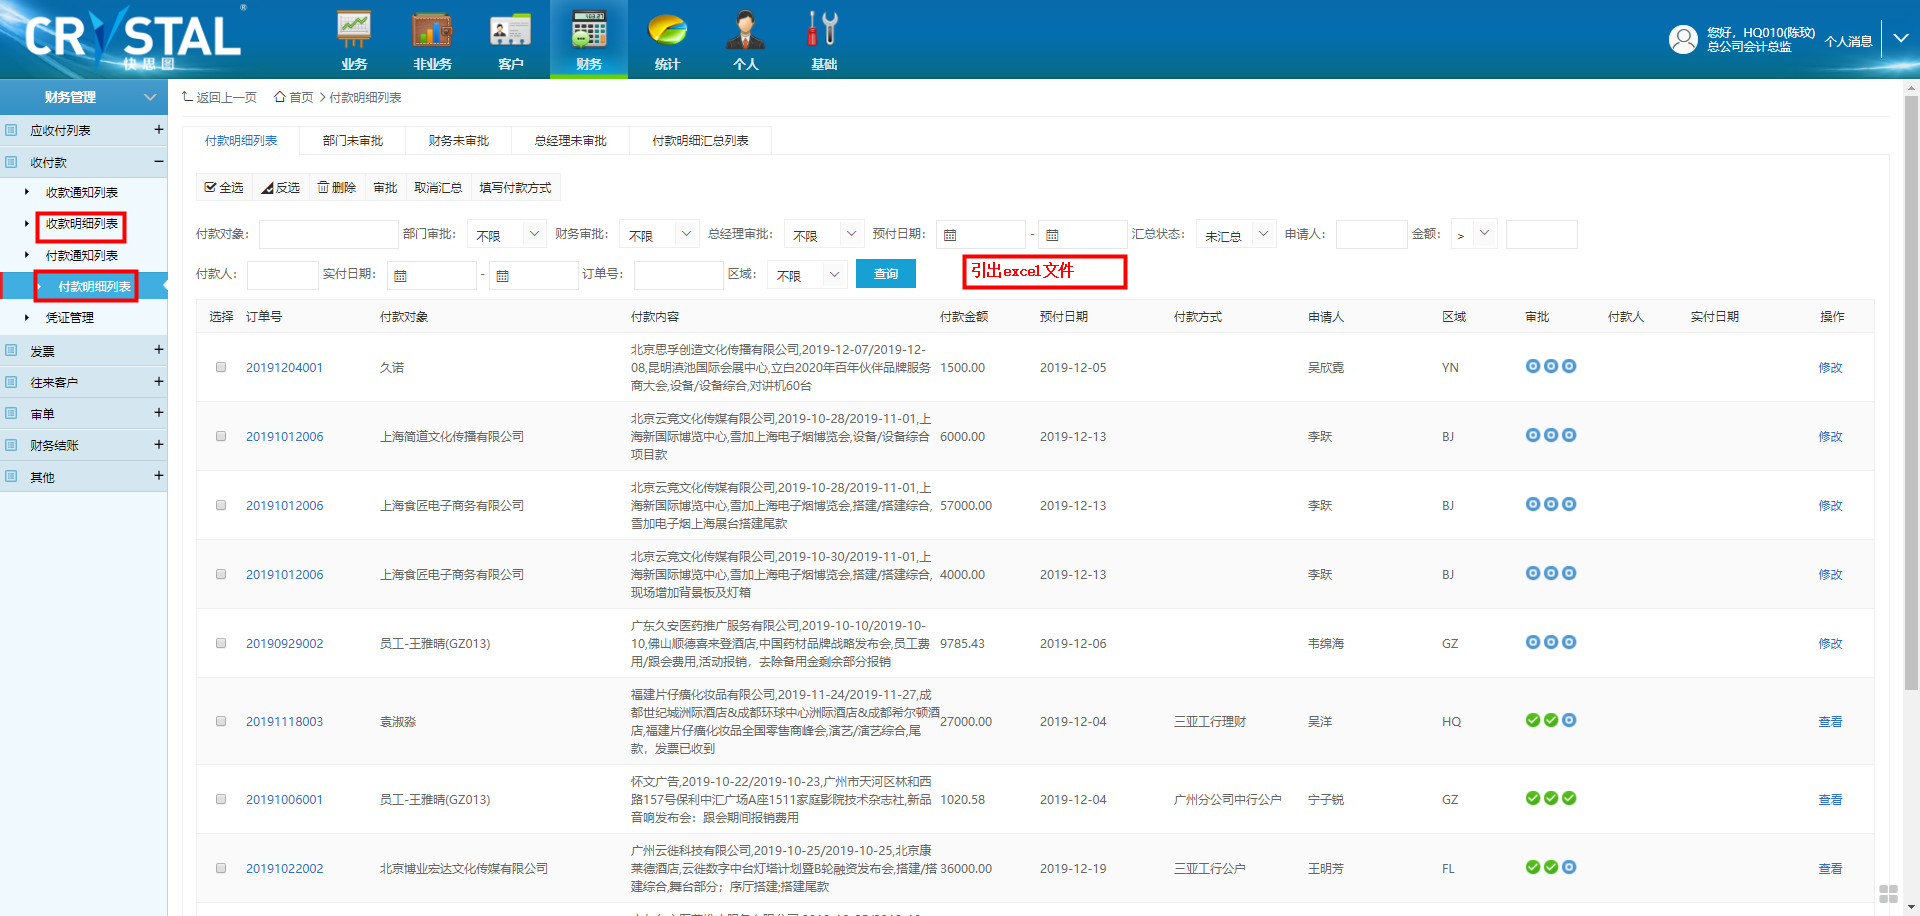 CRYSTAL
®
快思图
业务
非业务
客户
财务
统计
个人
基础
您好，HQ010(陈玟)
总公司会计总监
个人消息
财务管理
应收付列表
收付款
收款通知列表
收款明细列表
付款通知列表
付款明细列表
凭证管理
发票
往来客户
审单
财务结账
其他
返回上一页 首页 > 付款明细列表
付款明细列表 部门未审批 财务未审批 总经理未审批 付款明细汇总列表
全选 反选 删除 审批 取消汇总 填写付款方式
付款对象： 部门审批： 不限 财务审批： 不限 总经理审批： 不限 预付日期： - 汇总状态： 未汇总 申请人： 金额： >
付款人： 实付日期： - 订单号： 区域： 不限 查询 引出excel文件
选择 订单号 付款对象 付款内容 付款金额 预付日期 付款方式 申请人 区域 审批 付款人 实付日期 操作
北京思孚创造文化传播有限公司,2019-12-07/2019-12-
20191204001 久诺 08,昆明滇池国际会展中心,立白2020年百年伙伴品牌服务 1500.00 2019-12-05 吴欣霓 YN 修改
商大会,设备/设备综合,对讲机60台
北京云竞文化传媒有限公司,2019-10-28/2019-11-01,上
20191012006 上海简道文化传播有限公司 海新国际博览中心,雪加上海电子烟博览会,设备/设备综合 6000.00 2019-12-13 李跃 BJ 修改
项目款
北京云竞文化传媒有限公司,2019-10-28/2019-11-01,上
20191012006 上海食匠电子商务有限公司 海新国际博览中心,雪加上海电子烟博览会,搭建/搭建综合, 57000.00 2019-12-13 李跃 BJ 修改
雪加电子烟上海展台搭建尾款
北京云竞文化传媒有限公司,2019-10-30/2019-11-01,上
20191012006 上海食匠电子商务有限公司 海新国际博览中心,雪加上海电子烟博览会,搭建/搭建综合, 4000.00 2019-12-13 李跃 BJ 修改
现场增加背景板及灯箱
广东久安医药推广服务有限公司,2019-10-10/2019-10-
20190929002 员工-王雅晴(GZ013) 10,佛山顺德喜来登酒店,中国药材品牌战略发布会,员工费 9785.43 2019-12-06 韦绵海 GZ 修改
用/跟会费用,活动报销，去除备用金剩余部分报销
福建片仔癀化妆品有限公司,2019-11-24/2019-11-27,成
都世纪城洲际酒店&成都环球中心洲际酒店&成都希尔顿酒
20191118003 袁淑淼 店,福建片仔癀化妆品全国零售商峰会,演艺/演艺综合,尾 27000.00 2019-12-04 三亚工行理财 吴洋 HQ 查看
款，发票已收到
怀文广告,2019-10-22/2019-10-23,广州市天河区林和西
20191006001 员工-王雅晴(GZ013) 路157号保利中汇广场A座1511家庭影院技术杂志社,新品 1020.58 2019-12-04 广州分公司中行公户 宁子锐 GZ 查看
音响发布会：跟会期间报销费用
广州云徙科技有限公司,2019-10-25/2019-10-25,北京康
20191022002 北京博业宏达文化传媒有限公司 莱德酒店,云徙数字中台灯塔计划暨B轮融资发布会,搭建/搭 36000.00 2019-12-19 三亚工行公户 王明芳 FL 查看
建综合,舞台部分；序厅搭建;搭建尾款